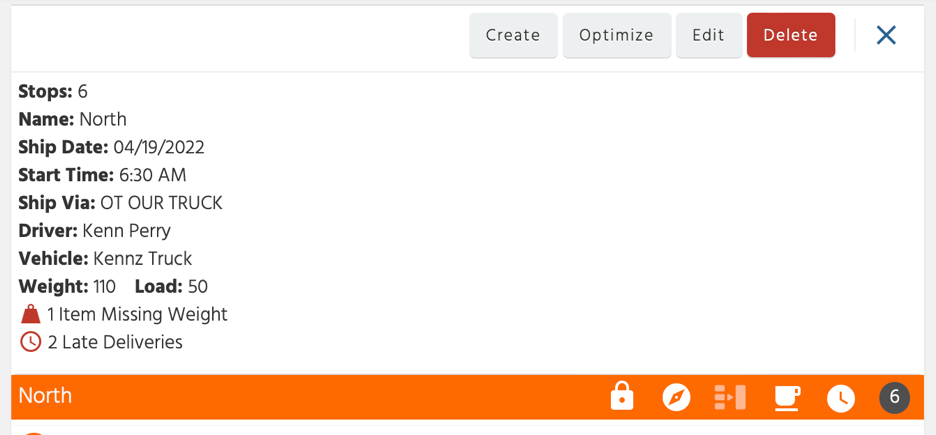 Create Optimize Edit Delete
Stops: 6
Name: North
Ship Date: 04/19/2022
Start Time: 6:30 AM
Ship Via: OT OUR TRUCK
Driver: Kenn Perry
Vehicle: Kennz Truck
Weight: 110 Load: 50
1 Item Missing Weight
2 Late Deliveries
North 6